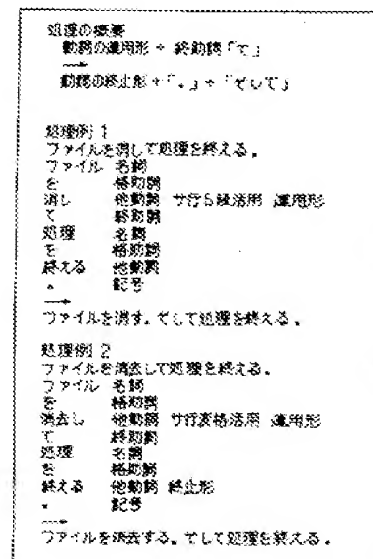 処理の概要
動詞の連用形 + 終助詞「て」
→
動詞の終止形 + 「。」 + 「そして」
処理例 1
ファイルを消して処理を終える。
ファイル 名詞
を 格助詞
消し 他動詞 サ行5段活用 連用形
て 終助詞
処理 名詞
を 格助詞
終える 他動詞
。 記号
→
ファイルを消す。そして処理を終える。
処理例 2
ファイルを消去して処理を終える。
ファイル 名詞
を 格助詞
消去し 他動詞 サ行変格活用 連用形
て 終助詞
処理 名詞
を 格助詞
終える 他動詞 終止形
。 記号
→
ファイルを消去する。そして処理を終える。